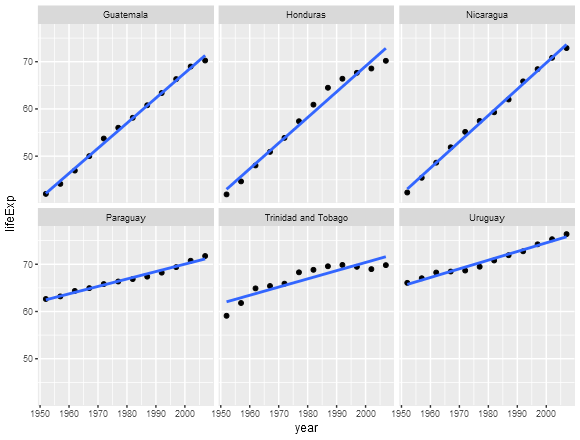 Guatemala Honduras Nicaragua
70
60
50
lifeExp
Paraguay Trinidad and Tobago Uruguay
70
60
50
1950 1960 1970 1980 1990 2000 1950 1960 1970 1980 1990 2000 1950 1960 1970 1980 1990 2000
year